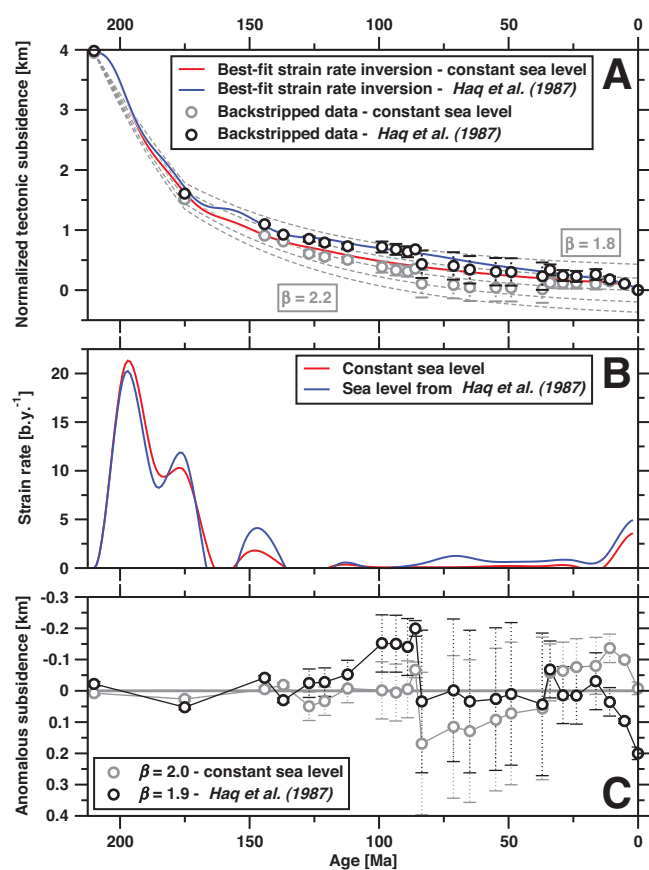 200 150 100 50 0
Normalized tectonic subsidence [km]
4
3
2
1
0
Best-fit strain rate inversion - constant sea level
Best-fit strain rate inversion - Haq et al. (1987)
Backstripped data - constant sea level
Backstripped data - Haq et al. (1987)
A
β = 1.8
β = 2.2
Strain rate [b.y.-1]
20
15
10
5
0
Constant sea level
Sea level from Haq et al. (1987)
B
Anomalous subsidence [km]
-0.3
-0.2
-0.1
0
0.1
0.2
0.3
0.4
β = 2.0 - constant sea level
β = 1.9 - Haq et al. (1987)
C
200 150 100 50 0
Age [Ma]